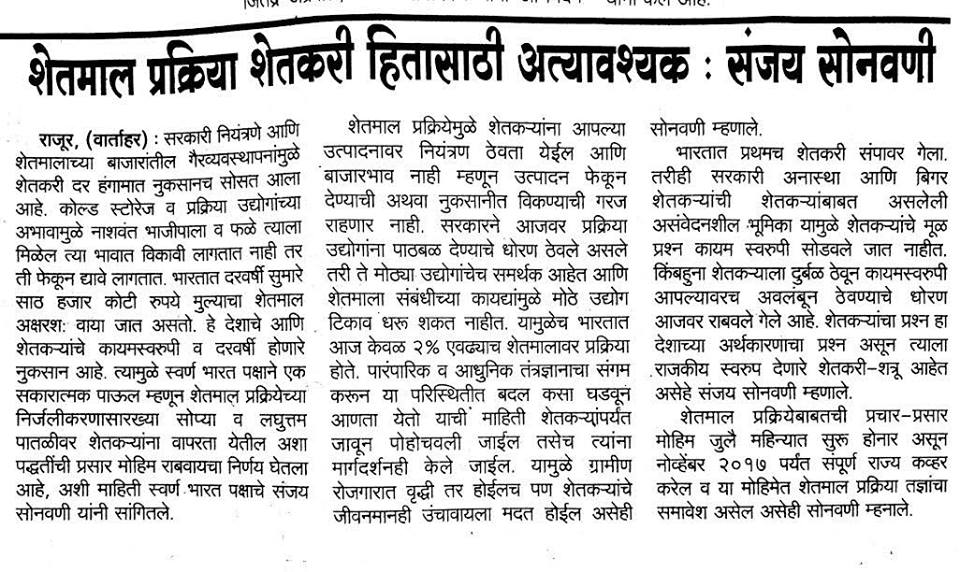 शेतमाल प्रक्रिया शेतकरी हितासाठी अत्यावश्यक : संजय सोनवणी
राजूर, (वार्ताहर) : सरकारी नियंत्रणे आणि
शेतमालाच्या बाजारांतील गैरव्यवस्थापनांमुळे
शेतकरी दर हंगामात नुकसानच सोसत आला
आहे. कोल्ड स्टोरेज व प्रक्रिया उद्योगांच्या
अभावामुळे नाशवंत भाजीपाला व फळे त्याला
मिळेल त्या भावात विकावी लागतात नाही तर
ती फेकून द्यावे लागतात. भारतात दरवर्षी सुमारे
साठ हजार कोटी रुपये मुल्याचा शेतमाल
अक्षरश: वाया जात असतो. हे देशाचे आणि
शेतकऱ्यांचे कायमस्वरुपी व दरवर्षी होणारे
नुकसान आहे. त्यामुळे स्वर्ण भारत पक्षाने एक
सकारात्मक पाऊल म्हणून शेतमाल प्रक्रियेच्या
निर्जलीकरणासारख्या सोप्या व लघुत्तम
पातळीवर शेतकऱ्यांना वापरता येतील अशा
पद्धतींची प्रसार मोहिम राबवायचा निर्णय घेतला
आहे, अशी माहिती स्वर्ण भारत पक्षाचे संजय
सोनवणी यांनी सांगितले.
शेतमाल प्रक्रियेमुळे शेतकऱ्यांना आपल्या
उत्पादनावर नियंत्रण ठेवता येईल आणि
बाजारभाव नाही म्हणून उत्पादन फेकून
देण्याची अथवा नुकसानीत विकण्याची गरज
राहणार नाही. सरकारने आजवर प्रक्रिया
उद्योगांना पाठबळ देण्याचे धोरण ठेवले असले
तरी ते मोठ्या उद्योगांचेच समर्थक आहेत आणि
शेतमाला संबंधीच्या कायद्यांमुळे मोठे उद्योग
टिकाव धरू शकत नाहीत. यामुळेच भारतात
आज केवळ २% एवढ्याच शेतमालावर प्रक्रिया
होते. पारंपारिक व आधुनिक तंत्रज्ञानाचा संगम
करून या परिस्थितीत बदल कसा घडवून
आणता येतो याची माहिती शेतकऱ्यांपर्यंत
जावून पोहोचवली जाईल तसेच त्यांना
मार्गदर्शनही केले जाईल. यामुळे ग्रामीण
रोजगारात वृद्धी तर होईलच पण शेतकऱ्यांचे
जीवनमानही उंचावायला मदत होईल असेही
सोनवणी म्हणाले.
भारतात प्रथमच शेतकरी संपावर गेला.
तरीही सरकारी अनास्था आणि बिगर
शेतकऱ्यांची शेतकऱ्यांबाबत असलेली
असंवेदनशील भूमिका यामुळे शेतकऱ्यांचे मूळ
प्रश्न कायम स्वरुपी सोडवले जात नाहीत.
किंबहुना शेतकऱ्याला दुर्बळ ठेवून कायमस्वरुपी
आपल्यावरच अवलंबून ठेवण्याचे धोरण
आजवर राबवले गेले आहे. शेतकऱ्यांचा प्रश्न हा
देशाच्या अर्थकारणाचा प्रश्न असून त्याला
राजकीय स्वरुप देणारे शेतकरी-शत्रू आहेत
असेहे संजय सोनवणी म्हणाले.
शेतमाल प्रक्रियेबाबतची प्रचार-प्रसार
मोहिम जुलै महिन्यात सुरू होनार असून
नोव्हेंबर २०१७ पर्यंत संपूर्ण राज्य कव्हर
करेल व या मोहिमेत शेतमाल प्रक्रिया तज्ञांचा
समावेश असेल असेही सोनवणी म्हनाले.